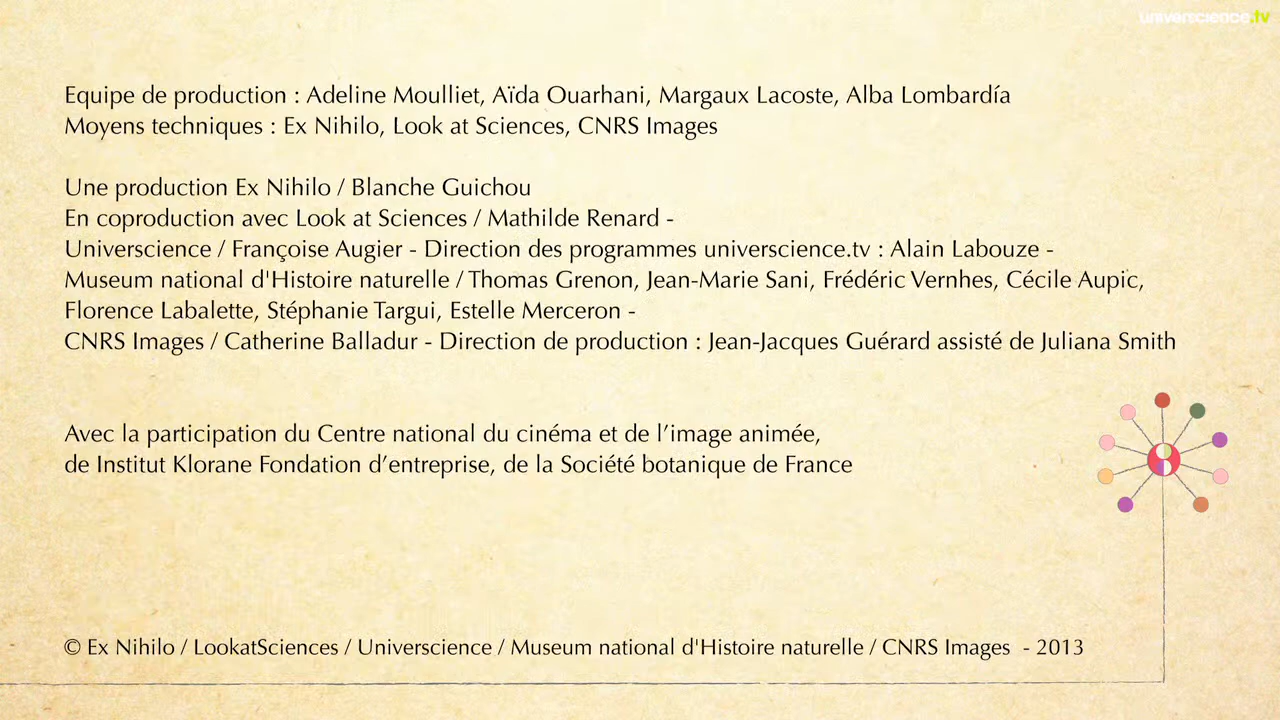 universcience.tv
Equipe de production : Adeline Moulliet, Aïda Ouarhani, Margaux Lacoste, Alba Lombardía
Moyens techniques : Ex Nihilo, Look at Sciences, CNRS Images
Une production Ex Nihilo / Blanche Guichou
En coproduction avec Look at Sciences / Mathilde Renard -
Universcience / Françoise Augier - Direction des programmes universcience.tv : Alain Labouze -
Museum national d'Histoire naturelle / Thomas Grenon, Jean-Marie Sani, Frédéric Vernhes, Cécile Aupic,
Florence Labalette, Stéphanie Targui, Estelle Merceron -
CNRS Images / Catherine Balladur - Direction de production : Jean-Jacques Guérard assisté de Juliana Smith
Avec la participation du Centre national du cinéma et de l’image animée,
de Institut Klorane Fondation d’entreprise, de la Société botanique de France
© Ex Nihilo / LookatSciences / Universcience / Museum national d'Histoire naturelle / CNRS Images - 2013